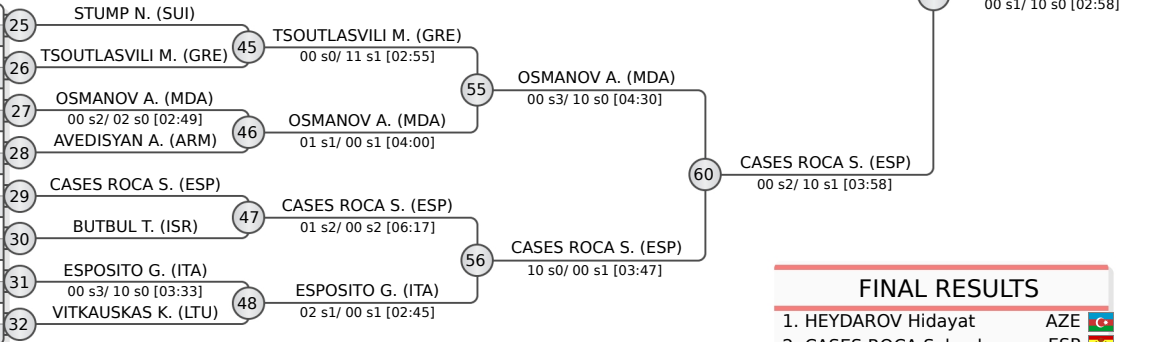 00 s1/ 10 s0 [02:58]
25
STUMP N. (SUI)
45
TSOUTLASVILI M. (GRE)
00 s0/ 11 s1 [02:55]
26
TSOUTLASVILI M. (GRE)
55
OSMANOV A. (MDA)
00 s3/ 10 s0 [04:30]
27
OSMANOV A. (MDA)
00 s2/ 02 s0 [02:49]
46
OSMANOV A. (MDA)
01 s1/ 00 s1 [04:00]
28
AVEDISYAN A. (ARM)
60
CASES ROCA S. (ESP)
00 s2/ 10 s1 [03:58]
29
CASES ROCA S. (ESP)
47
CASES ROCA S. (ESP)
01 s2/ 00 s2 [06:17]
30
BUTBUL T. (ISR)
56
CASES ROCA S. (ESP)
10 s0/ 00 s1 [03:47]
31
ESPOSITO G. (ITA)
00 s3/ 10 s0 [03:33]
48
ESPOSITO G. (ITA)
02 s1/ 00 s1 [02:45]
32
VITKAUSKAS K. (LTU)
FINAL RESULTS
1. HEYDAROV Hidayat AZE
2. CASES ROCA ESP